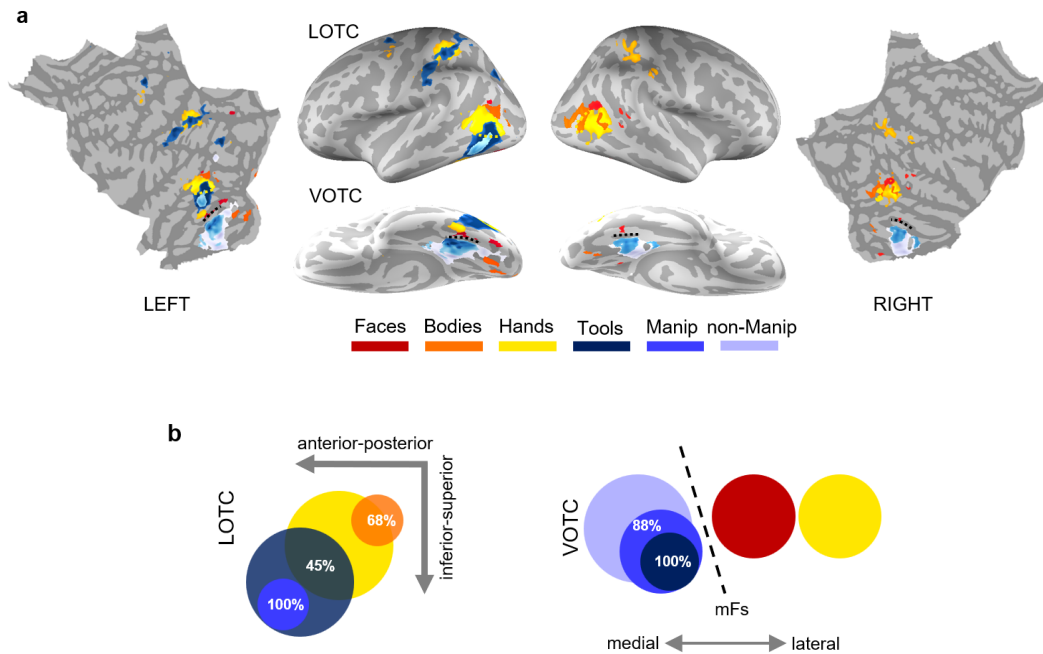 a
LOTC
VOTC
LEFT
RIGHT
Faces Bodies Hands Tools Manip non-Manip
b
anterior-posterior
inferior-superior
LOTC
68%
45%
100%
VOTC
88%
100%
mFs
medial lateral